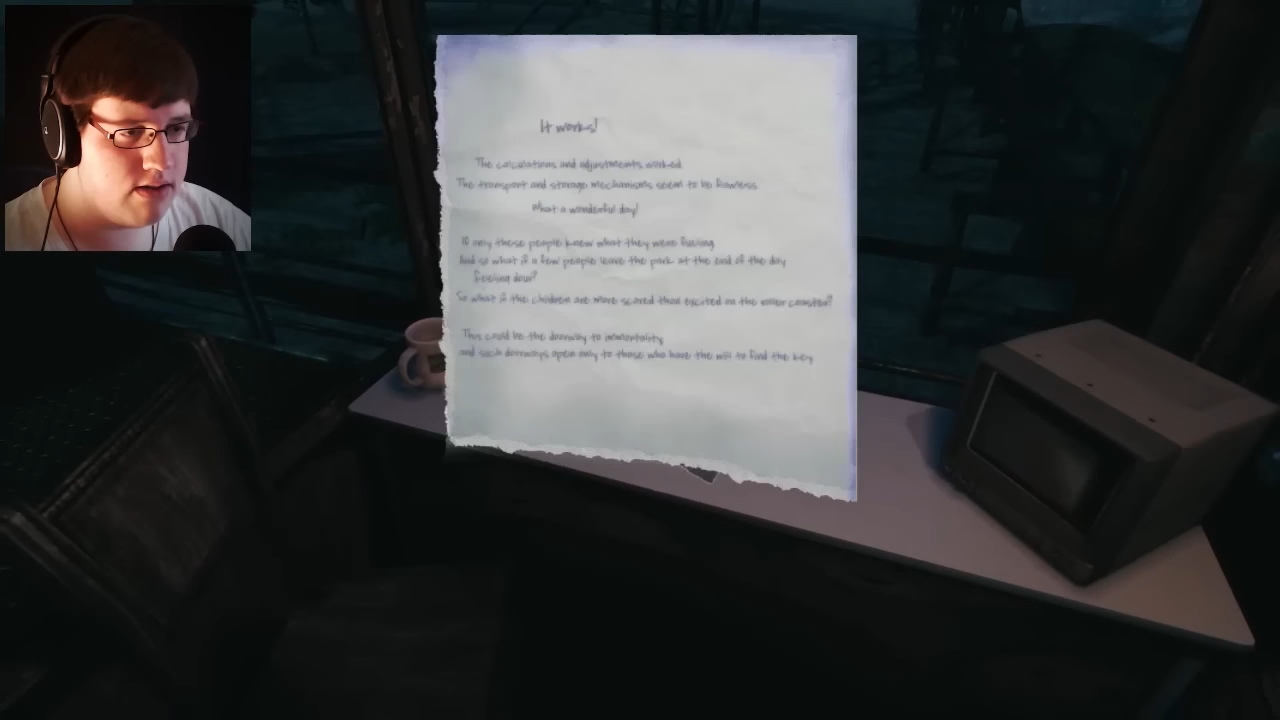 It works!
The calculations and adjustments worked.
The transport and storage mechanisms seem to be flawless.
What a wonderful day!
If only these people knew what they were fueling.
And so what if a few people leave the park at the end of the day
feeling dour?
So what if the children are more scared than excited on the roller coaster?
This could be the doorway to immortality,
and such doorways open only to those who have the will to find the key.